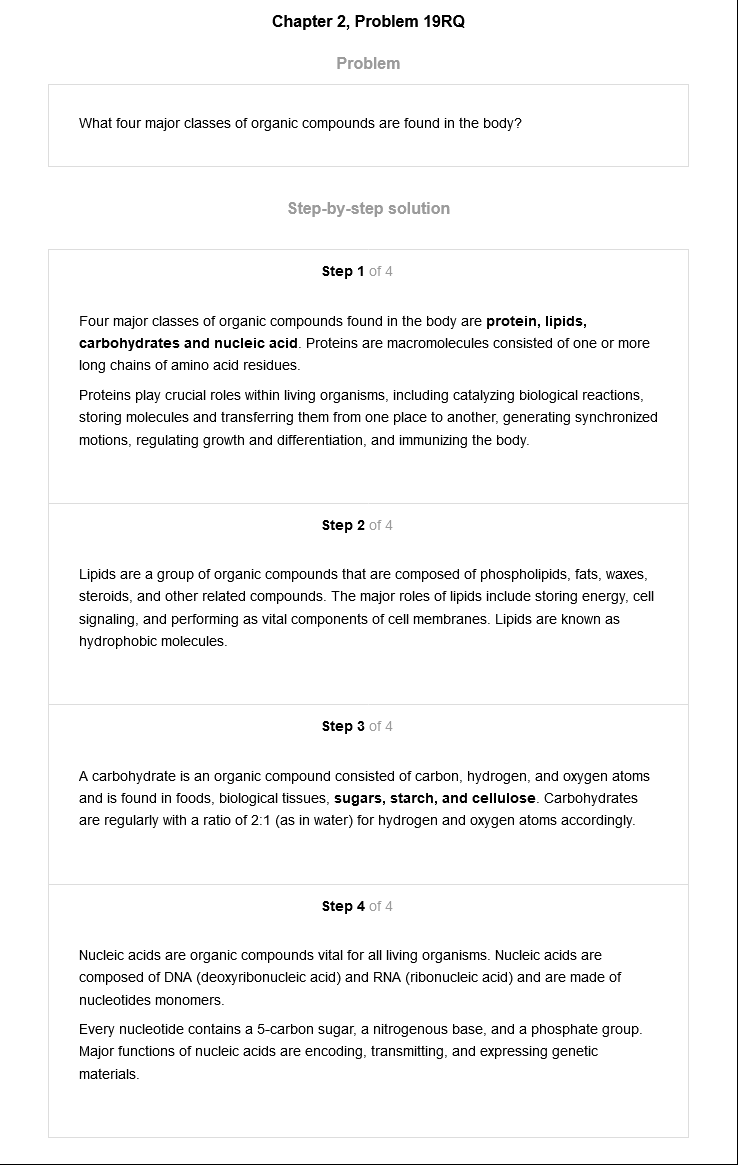 Chapter 2, Problem 19RQ
Problem
What four major classes of organic compounds are found in the body?
Step-by-step solution
Step 1 of 4
Four major classes of organic compounds found in the body are protein, lipids,
carbohydrates and nucleic acid. Proteins are macromolecules consisted of one or more
long chains of amino acid residues.
Proteins play crucial roles within living organisms, including catalyzing biological reactions,
storing molecules and transferring them from one place to another, generating synchronized
motions, regulating growth and differentiation, and immunizing the body.
Step 2 of 4
Lipids are a group of organic compounds that are composed of phospholipids, fats, waxes,
steroids, and other related compounds. The major roles of lipids include storing energy, cell
signaling, and performing as vital components of cell membranes. Lipids are known as
hydrophobic molecules.
Step 3 of 4
A carbohydrate is an organic compound consisted of carbon, hydrogen, and oxygen atoms
and is found in foods, biological tissues, sugars, starch, and cellulose. Carbohydrates
are regularly with a ratio of 2:1 (as in water) for hydrogen and oxygen atoms accordingly.
Step 4 of 4
Nucleic acids are organic compounds vital for all living organisms. Nucleic acids are
composed of DNA (deoxyribonucleic acid) and RNA (ribonucleic acid) and are made of
nucleotides monomers.
Every nucleotide contains a 5-carbon sugar, a nitrogenous base, and a phosphate group.
Major functions of nucleic acids are encoding, transmitting, and expressing genetic
materials.